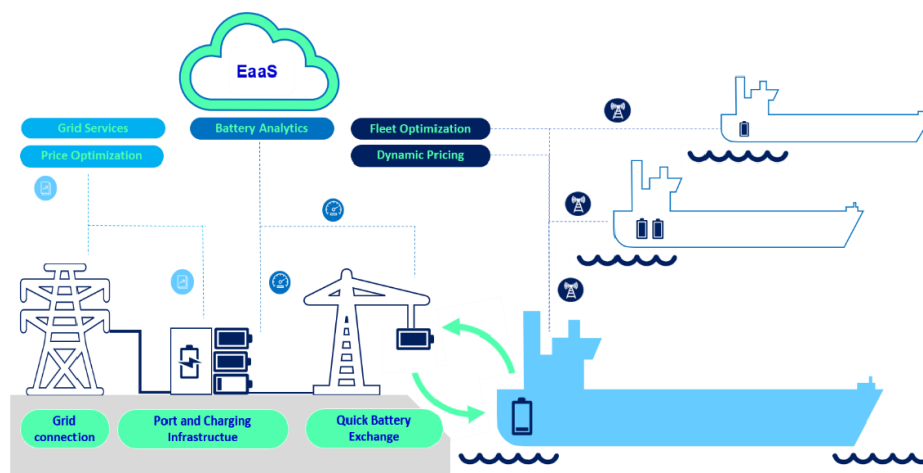 EaaS
Grid Services
Battery Analytics
Fleet Optimization
Price Optimization
Dynamic Pricing
Grid
connection
Port and Charging
Infrastructue
Quick Battery
Exchange